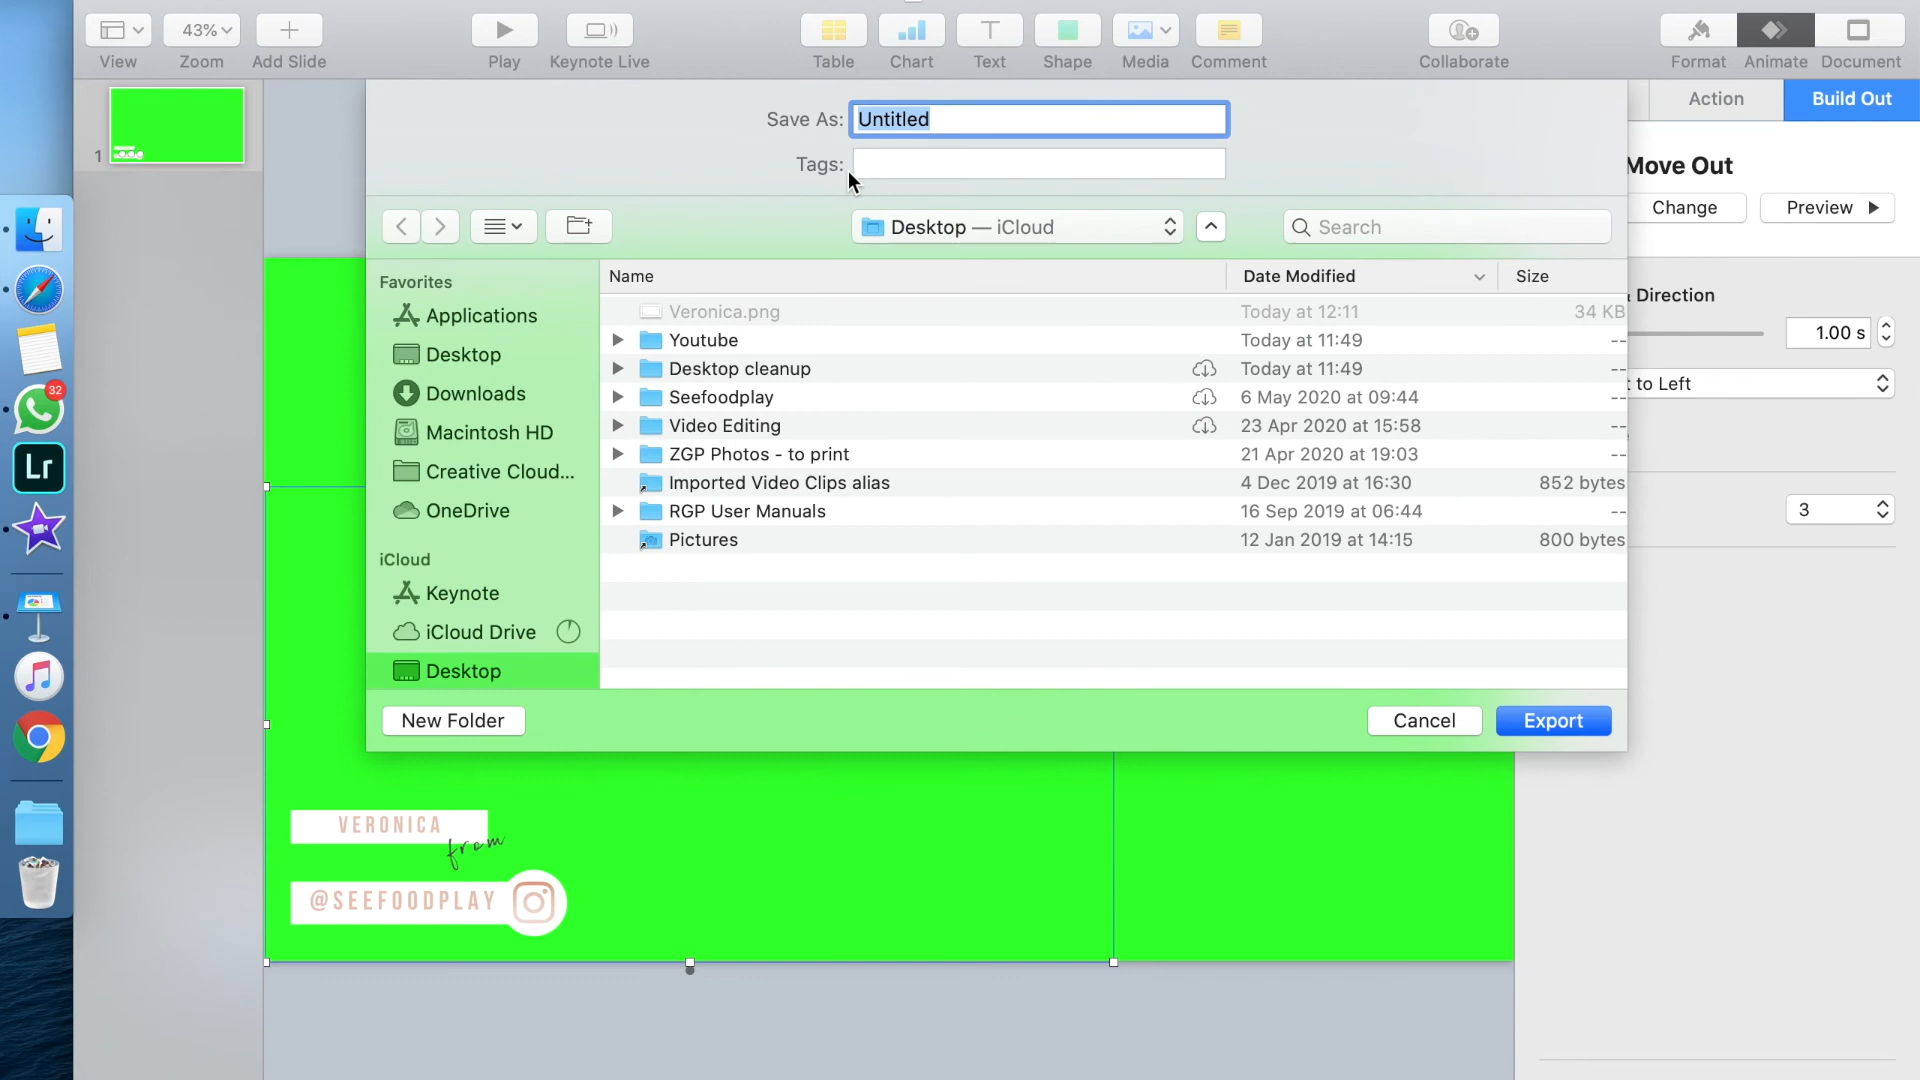 43%
View
Zoom
Add Slide
Play
Keynote Live
Table
Chart
Text
Shape
Media
Comment
Collaborate
Format
Animate
Document
1
Save As: Untitled
Tags:
Action
Build Out
Move Out
Change
Preview
Desktop — iCloud
Search
Favorites
Applications
Desktop
Downloads
Macintosh HD
Creative Cloud...
OneDrive
iCloud
Keynote
iCloud Drive
Desktop
Name Date Modified Size
Veronica.png Today at 12:11 34 KB
Youtube Today at 11:49 --
Desktop cleanup Today at 11:49 --
Seefoodplay 6 May 2020 at 09:44 --
Video Editing 23 Apr 2020 at 15:58 --
ZGP Photos - to print 21 Apr 2020 at 19:03 --
Imported Video Clips alias 4 Dec 2019 at 16:30 852 bytes
RGP User Manuals 16 Sep 2019 at 06:44 --
Pictures 12 Jan 2019 at 14:15 800 bytes
Direction
1.00 s
to Left
3
New Folder
Cancel
Export
32
Lr
VERONICA
from
@SEEFOODPLAY